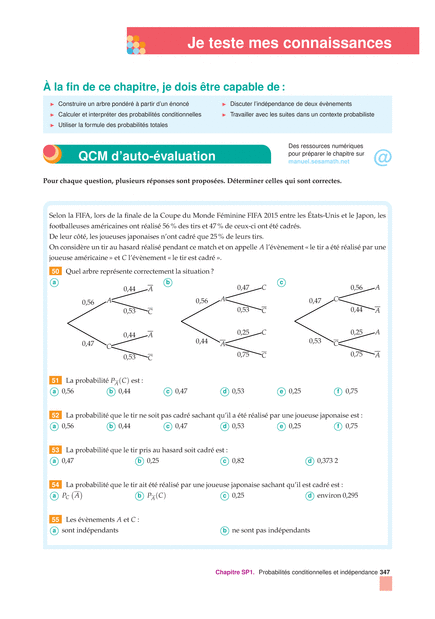 Je teste mes connaissances
À la fin de ce chapitre, je dois être capable de :
► Construire un arbre pondéré à partir d'un énoncé
► Calculer et interpréter des probabilités conditionnelles
► Utiliser la formule des probabilités totales
► Discuter l'indépendance de deux évènements
► Travailler avec les suites dans un contexte probabiliste
QCM d'auto-évaluation
Des ressources numériques
pour préparer le chapitre sur
manuel.sesamath.net
@
Pour chaque question, plusieurs réponses sont proposées. Déterminer celles qui sont correctes.
Selon la FIFA, lors de la finale de la Coupe du Monde Féminine FIFA 2015 entre les États-Unis et le Japon, les
footballeuses américaines ont réalisé 56 % des tirs et 47 % de ceux-ci ont été cadrés.
De leur côté, les joueuses japonaises n'ont cadré que 25 % de leurs tirs.
On considère un tir au hasard réalisé pendant ce match et on appelle A l'évènement « le tir a été réalisé par une
joueuse américaine » et C l'évènement « le tir est cadré ».
50 Quel arbre représente correctement la situation ?
a
0,56 A
0,44 A̅
0,53 C̅
0,47 C
0,44 A̅
0,53 C̅
b
0,56 A
0,47 C
0,53 C̅
0,44 A̅
0,25 C
0,75 C̅
c
0,47 C
0,56 A
0,44 A̅
0,53 C̅
0,25 A
0,75 A̅
51 La probabilité P_A̅(C) est :
a 0,56 b 0,44 c 0,47 d 0,53 e 0,25 f 0,75
52 La probabilité que le tir ne soit pas cadré sachant qu'il a été réalisé par une joueuse japonaise est :
a 0,56 b 0,44 c 0,47 d 0,53 e 0,25 f 0,75
53 La probabilité que le tir pris au hasard soit cadré est :
a 0,47 b 0,25 c 0,82 d 0,373 2
54 La probabilité que le tir ait été réalisé par une joueuse japonaise sachant qu'il est cadré est :
a P_C(A̅) b P_A̅(C) c 0,25 d environ 0,295
55 Les évènements A et C :
a sont indépendants b ne sont pas indépendants
Chapitre SP1. Probabilités conditionnelles et indépendance 347